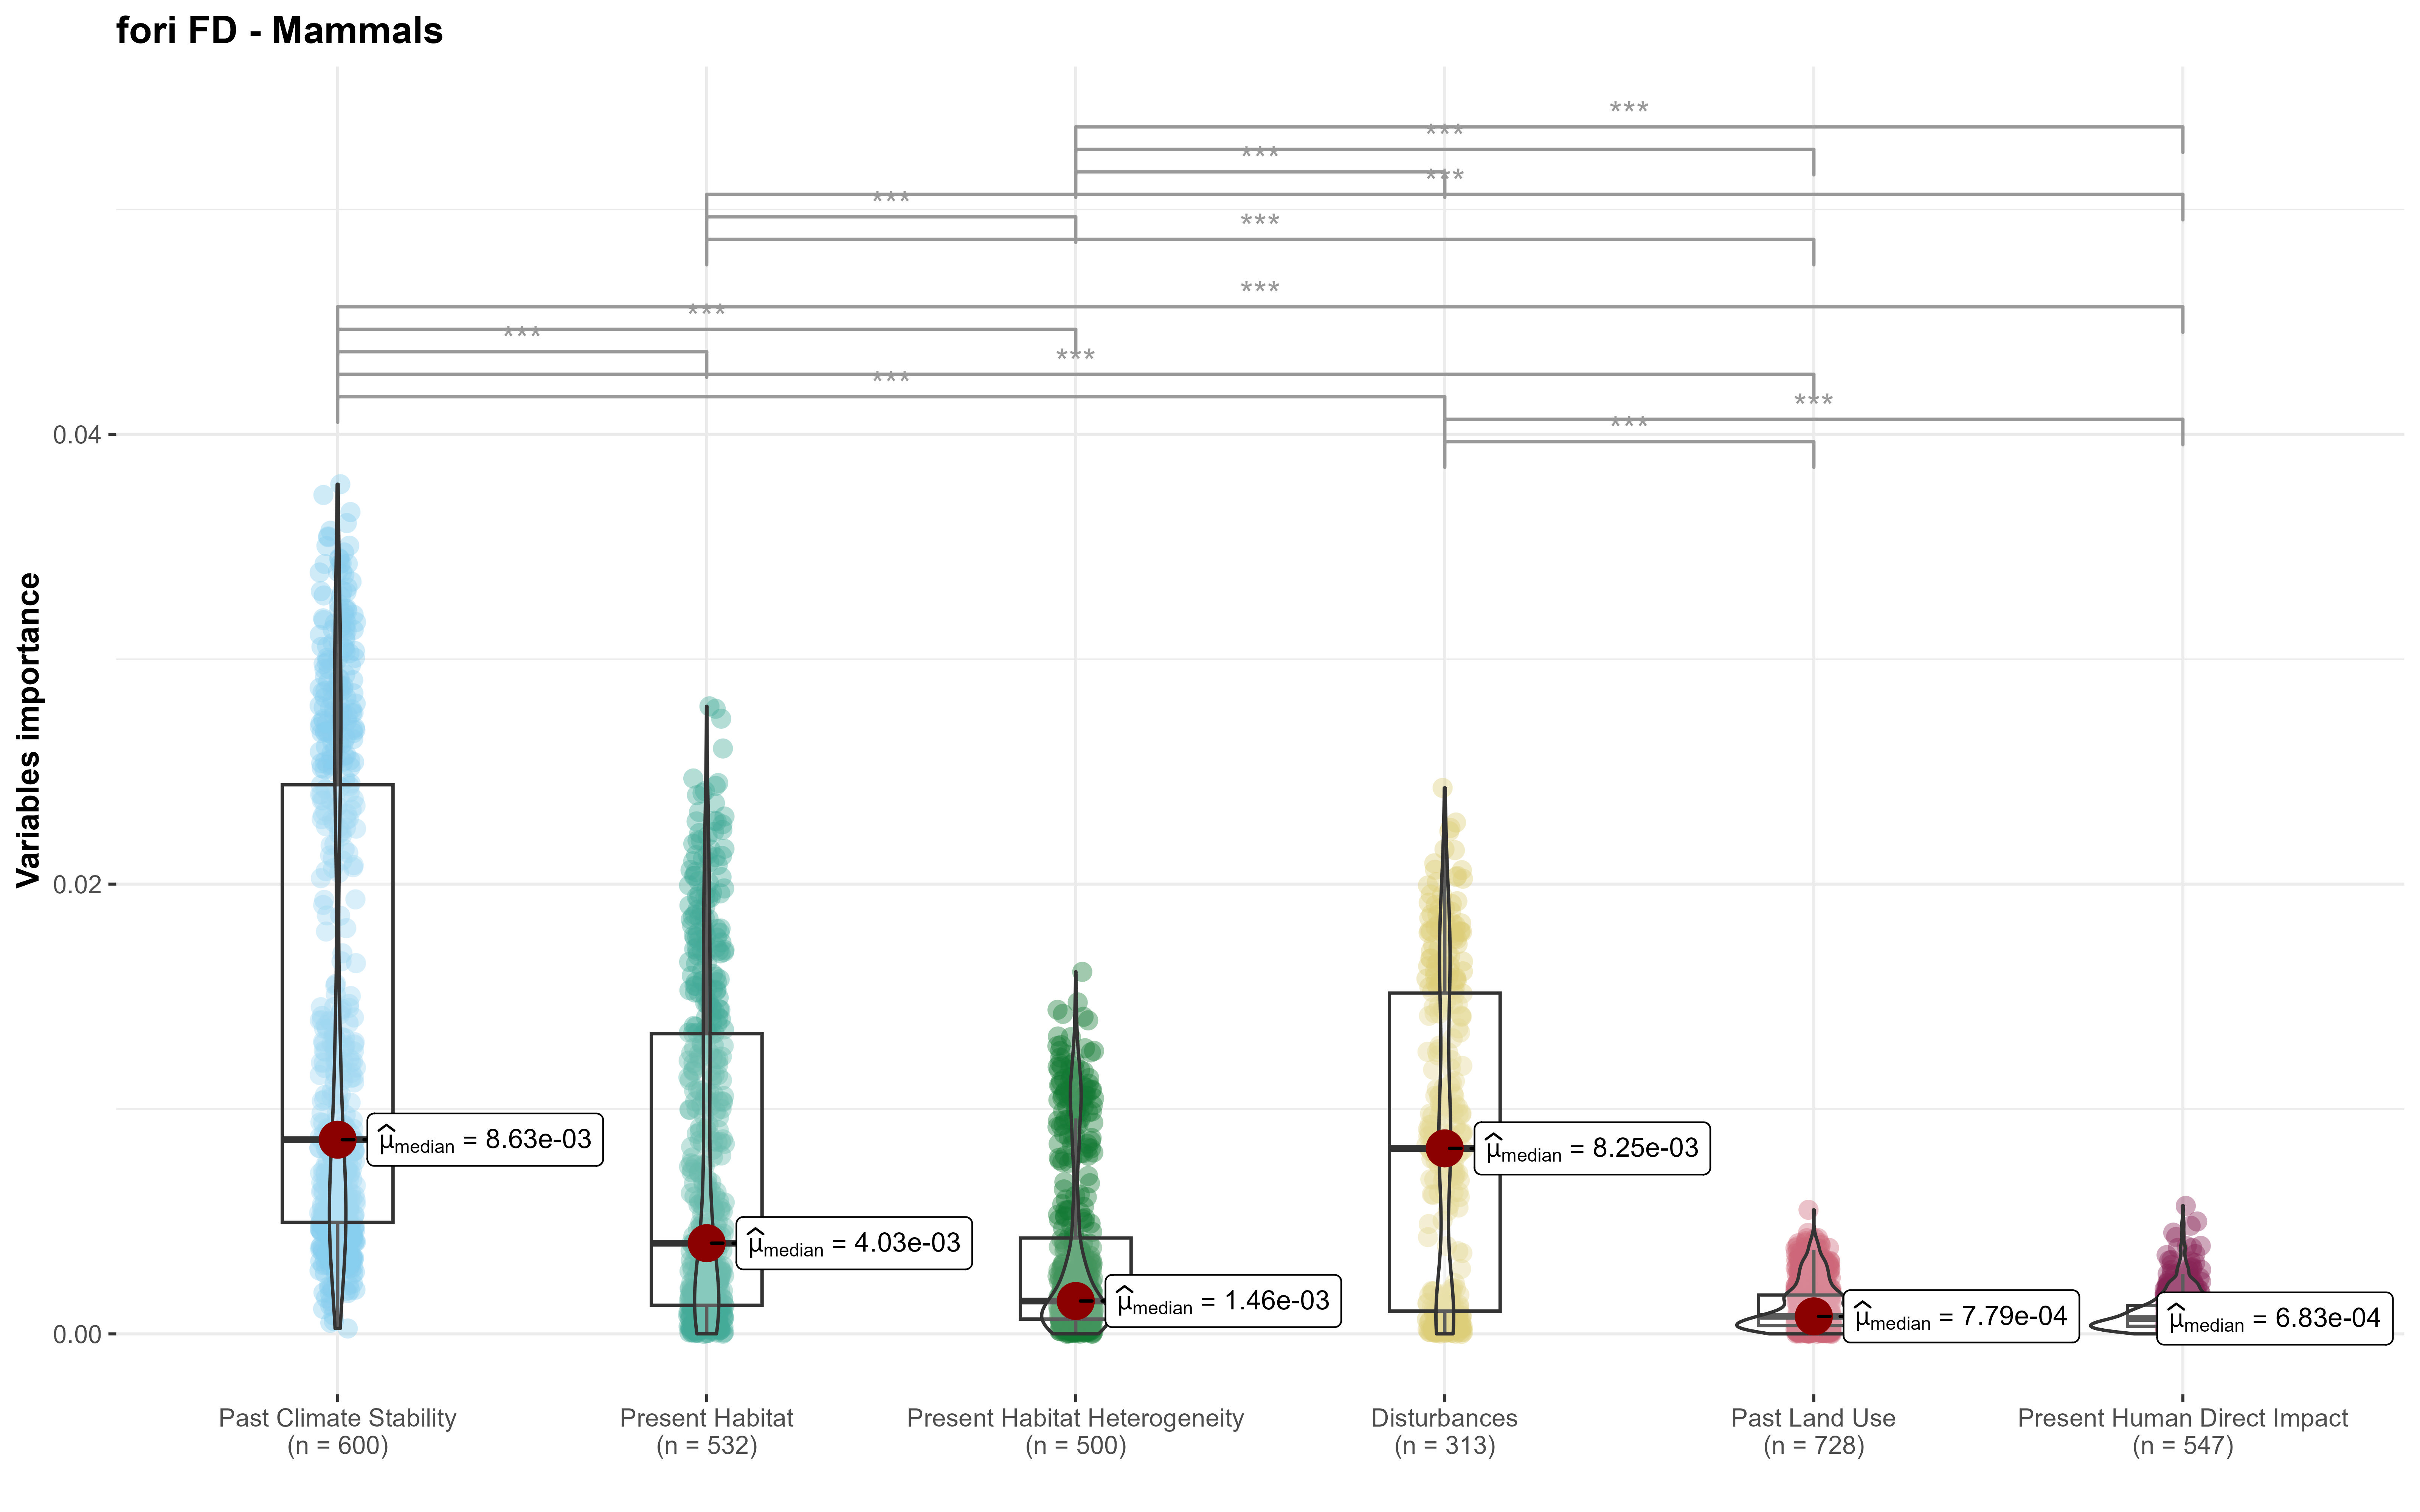 fori FD - Mammals
***
***
***
***
***
***
***
***
***
***
***
***
***
0.04
0.02
0.00
Variables importance
μ̂median = 8.63e-03
μ̂median = 4.03e-03
μ̂median = 1.46e-03
μ̂median = 8.25e-03
μ̂median = 7.79e-04
μ̂median = 6.83e-04
Past Climate Stability
(n = 600)
Present Habitat
(n = 532)
Present Habitat Heterogeneity
(n = 500)
Disturbances
(n = 313)
Past Land Use
(n = 728)
Present Human Direct Impact
(n = 547)